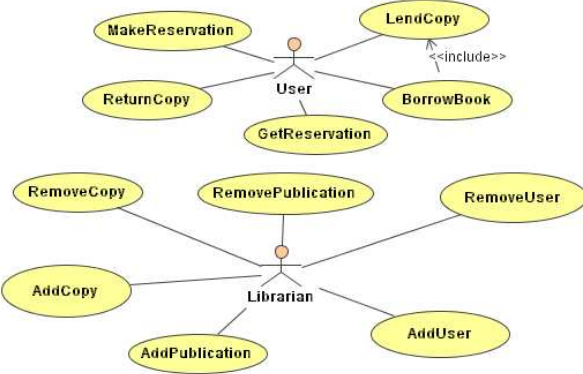 MakeReservation
LendCopy
<<include>>
ReturnCopy
User
BorrowBook
GetReservation
RemoveCopy
RemovePublication
RemoveUser
AddCopy
Librarian
AddPublication
AddUser